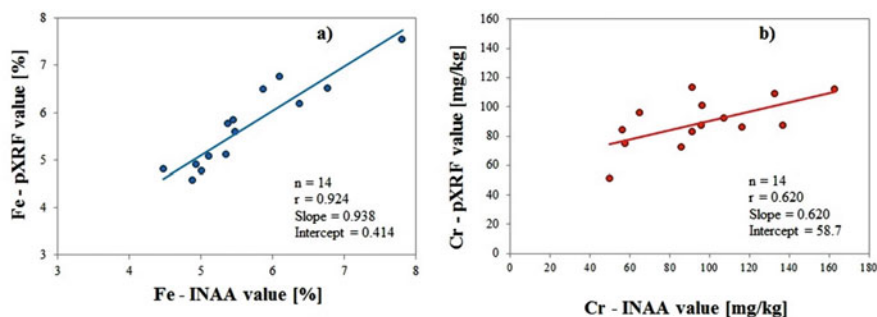 a)
Fe - pXRF value [%]
8
7
6
5
4
3
n = 14
r = 0.924
Slope = 0.938
Intercept = 0.414
3 4 5 6 7 8
Fe - INAA value [%]
b)
Cr - pXRF value [mg/kg]
160
140
120
100
80
60
40
20
0
n = 14
r = 0.620
Slope = 0.620
Intercept = 58.7
0 20 40 60 80 100 120 140 160 180
Cr - INAA value [mg/kg]